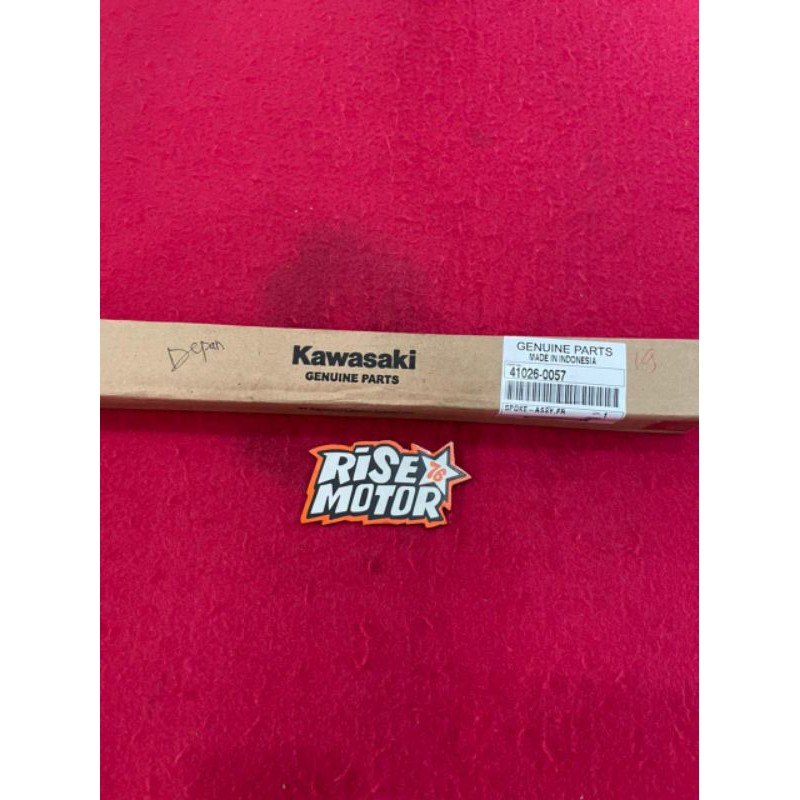 Depan
Kawasaki
GENUINE PARTS
GENUINE PARTS
MADE IN INDONESIA
41026-0057
SPOKE-ASSY,FR
19
RISE 76
MOTOR